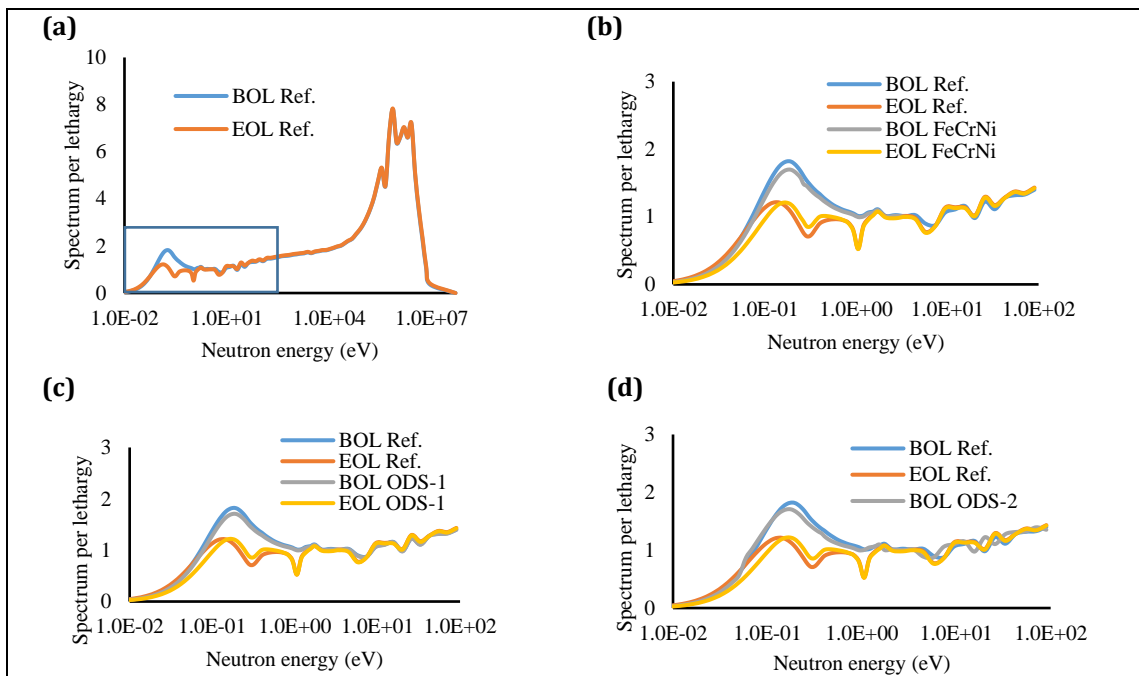 (a)
10
8
6
4
2
0
Spectrum per lethargy
BOL Ref.
EOL Ref.
1.0E-02 1.0E+01 1.0E+04 1.0E+07
Neutron energy (eV)
(b)
3
2
1
0
Spectrum per lethargy
BOL Ref.
EOL Ref.
BOL FeCrNi
EOL FeCrNi
1.0E-02 1.0E-01 1.0E+00 1.0E+01 1.0E+02
Neutron energy (eV)
(c)
3
2
1
0
Spectrum per lethargy
BOL Ref.
EOL Ref.
BOL ODS-1
EOL ODS-1
1.0E-02 1.0E-01 1.0E+00 1.0E+01 1.0E+02
Neutron energy (eV)
(d)
3
2
1
0
Spectrum per lethargy
BOL Ref.
EOL Ref.
BOL ODS-2
1.0E-02 1.0E-01 1.0E+00 1.0E+01 1.0E+02
Neutron energy (eV)